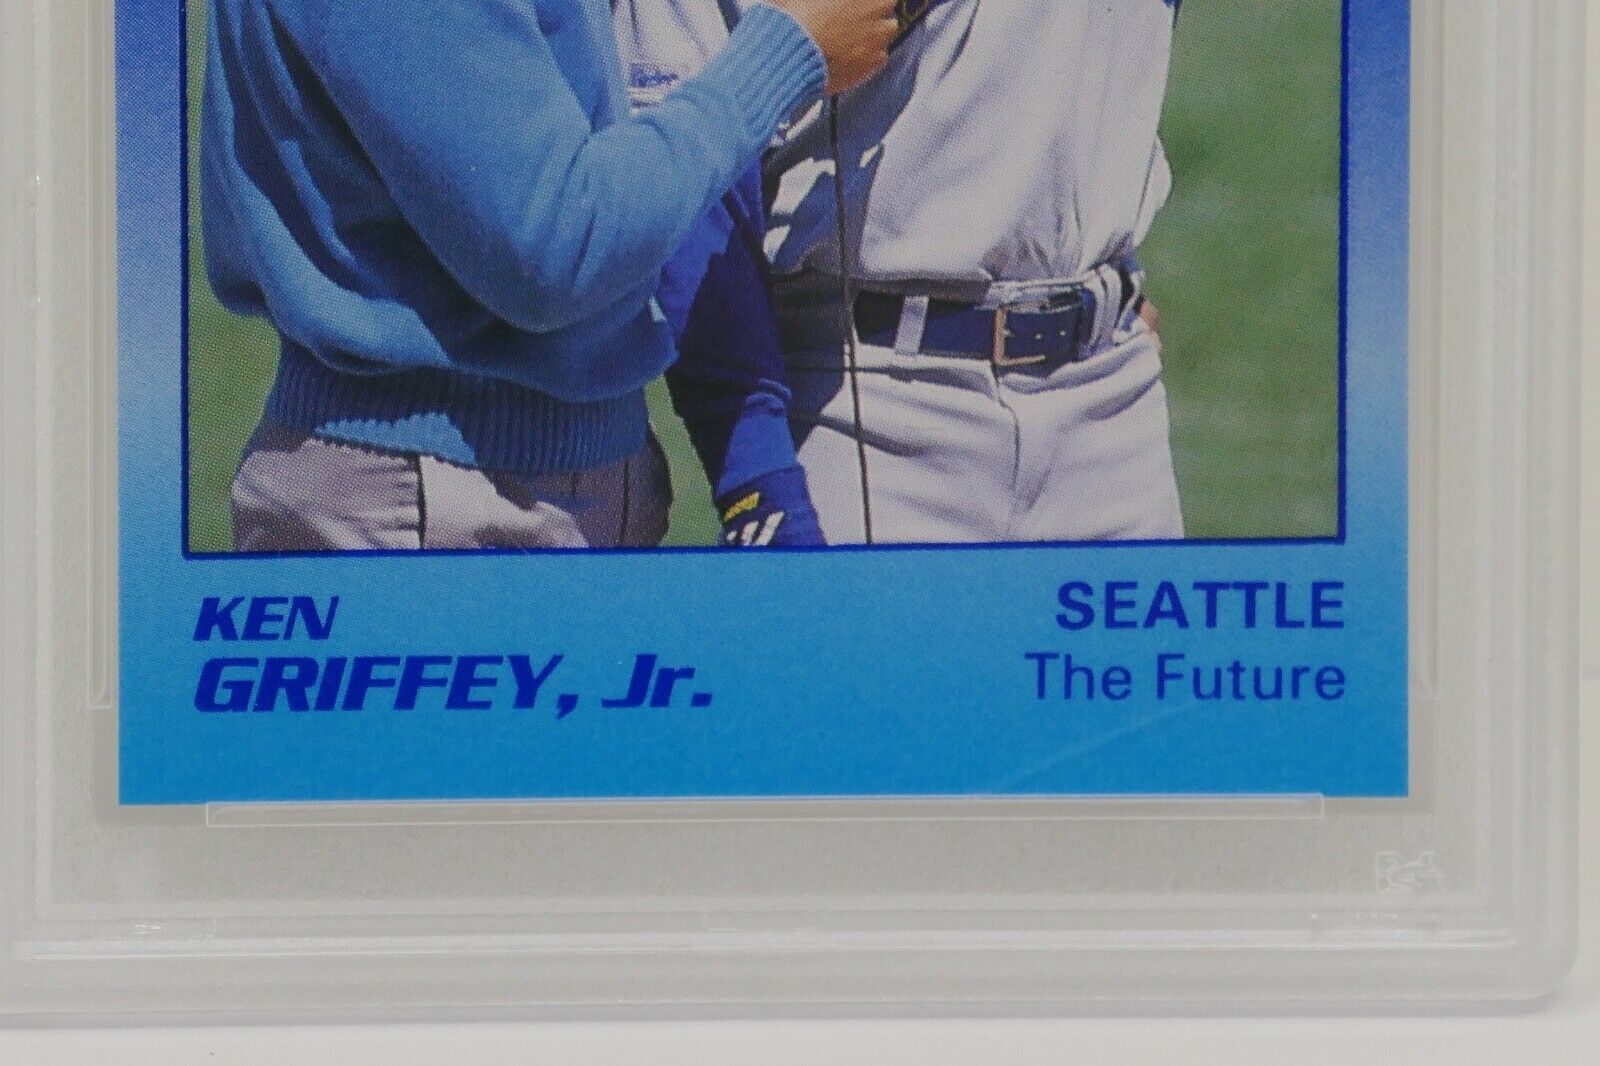 KEN
GRIFFEY, Jr.
SEATTLE
The Future